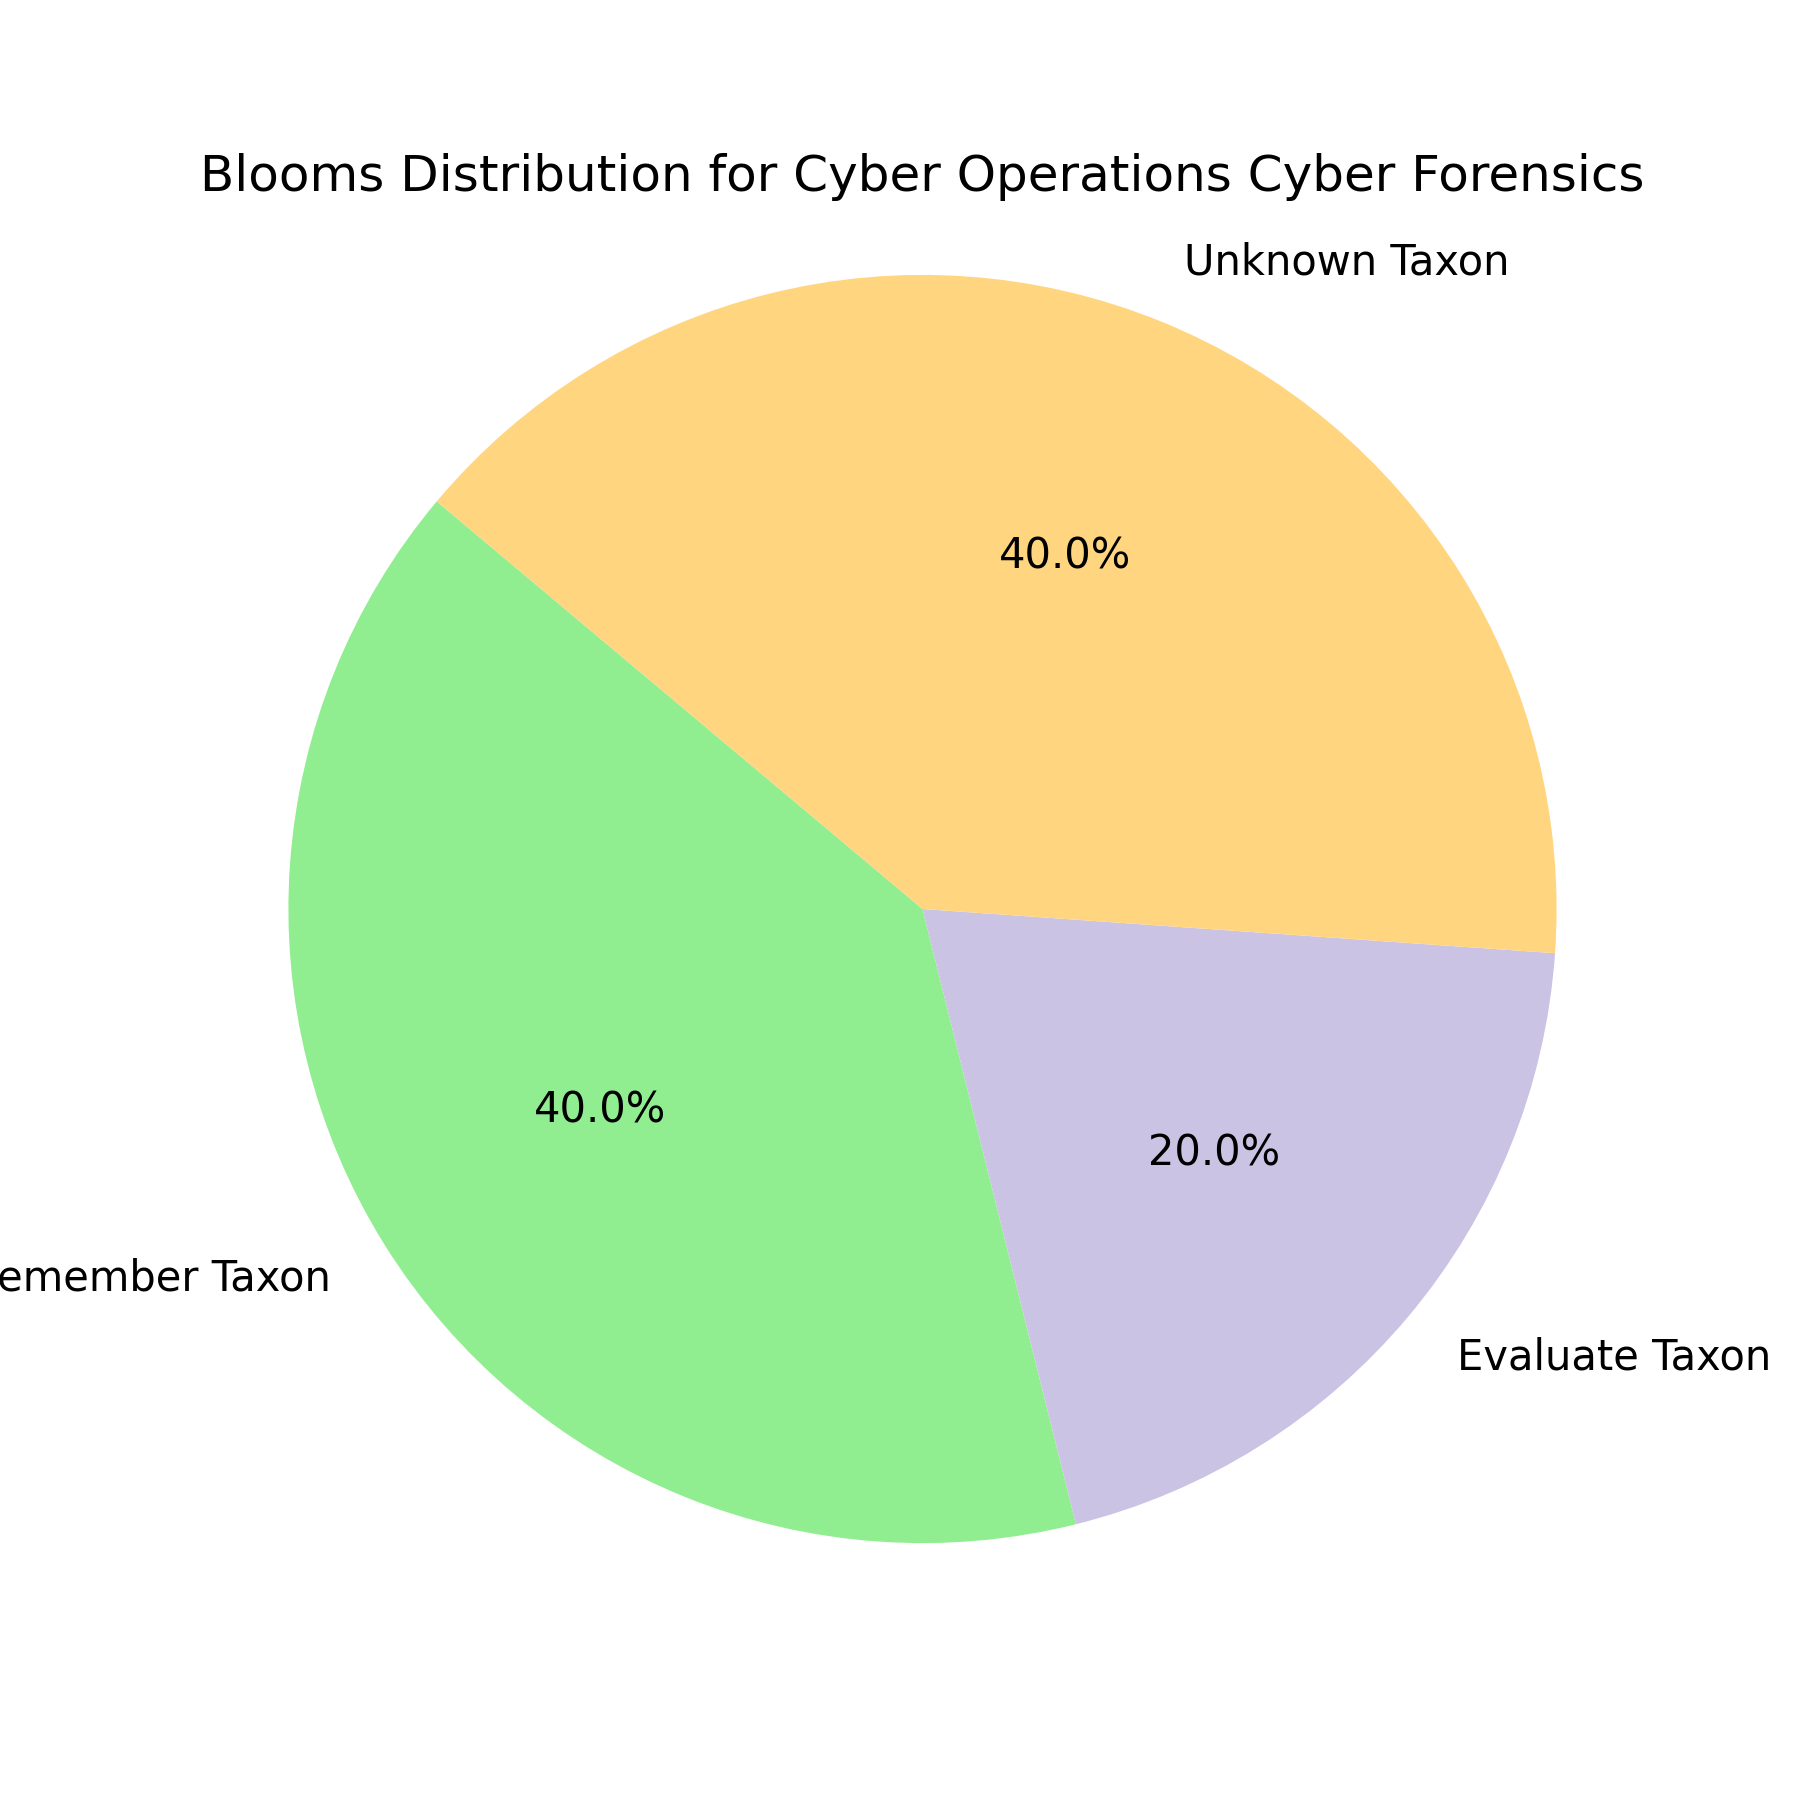 Blooms Distribution for Cyber Operations Cyber Forensics
Unknown Taxon
40.0%
40.0%
20.0%
emember Taxon
Evaluate Taxon